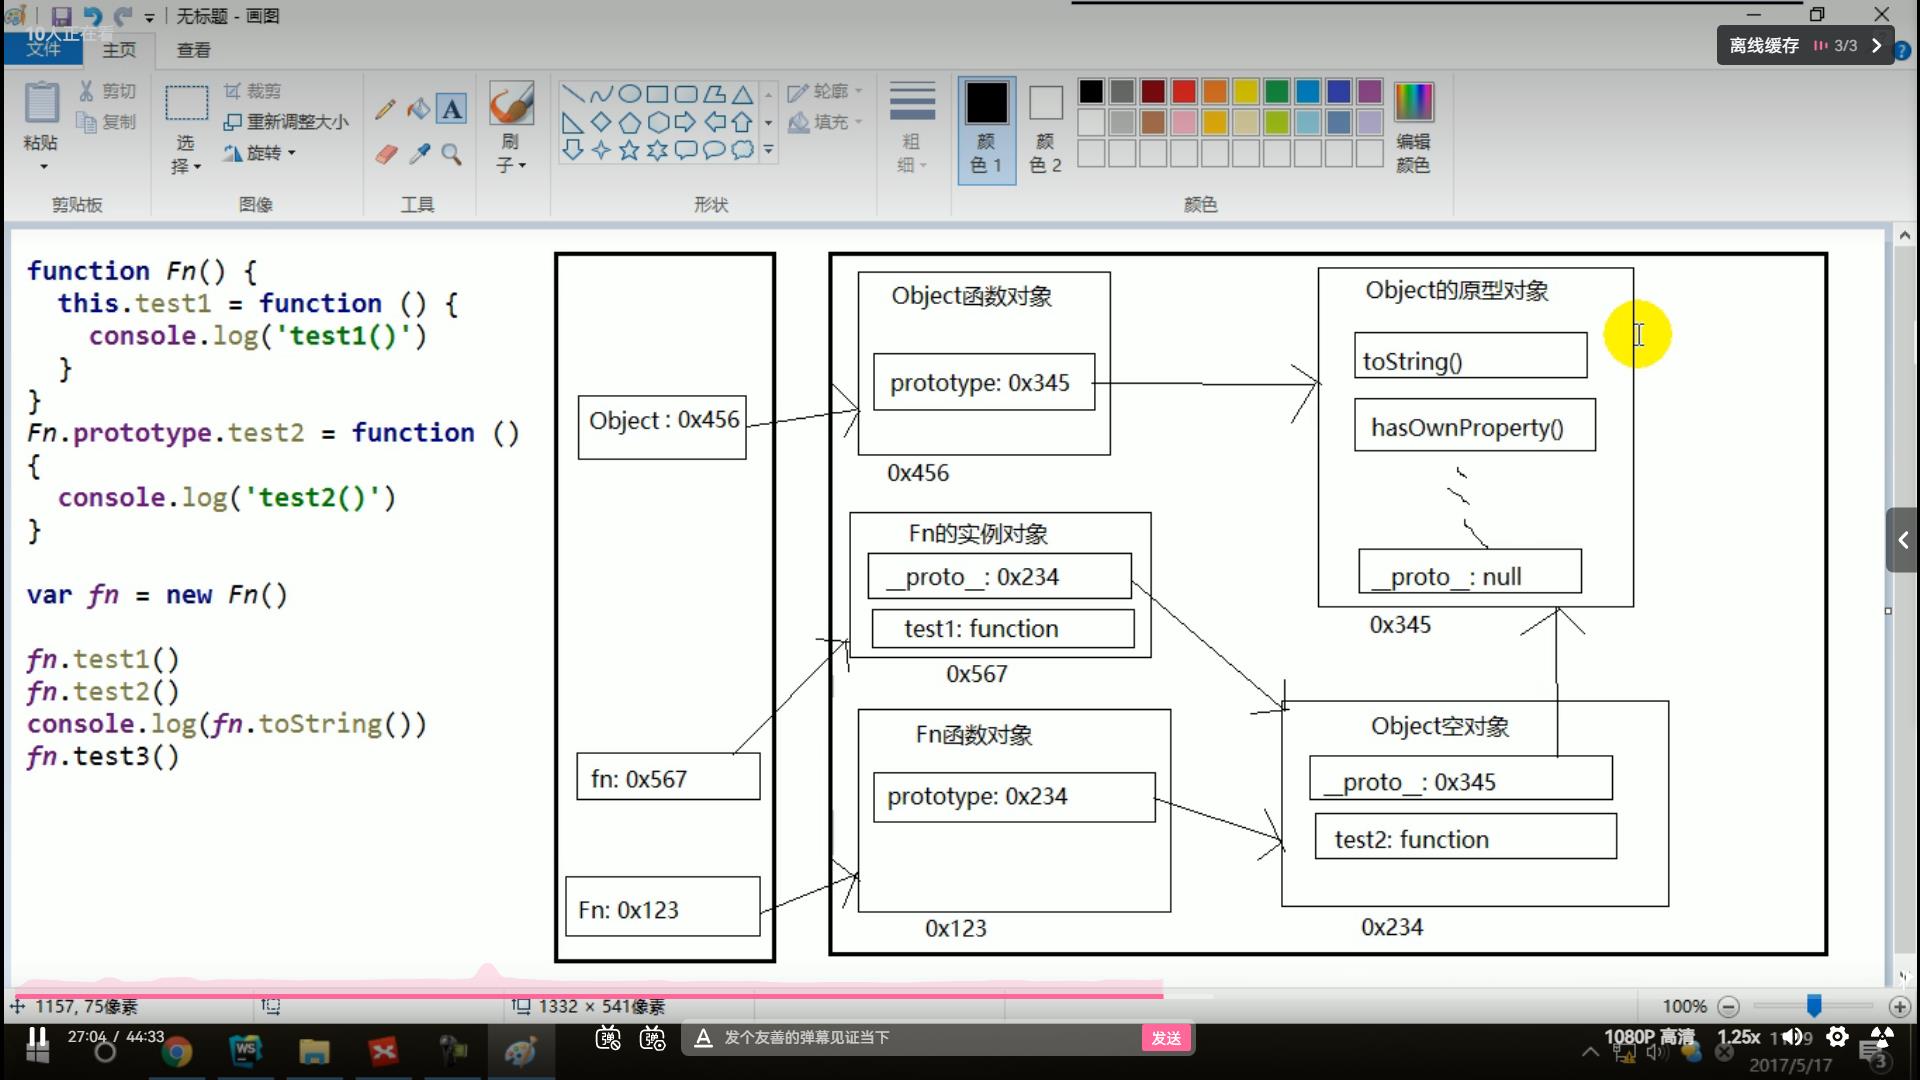 无标题 - 画图
10人正在看
文件
主页
查看
离线缓存
3/3
粘贴
剪切
复制
剪贴板
选择
裁剪
重新调整大小
旋转
图像
A
工具
刷子
轮廓
填充
形状
粗细
颜色 1
颜色 2
编辑颜色
颜色
function Fn() {
this.test1 = function () {
console.log('test1()')
}
}
Fn.prototype.test2 = function ()
{
console.log('test2()')
}
var fn = new Fn()
fn.test1()
fn.test2()
console.log(fn.toString())
fn.test3()
Object : 0x456
fn: 0x567
Fn: 0x123
Object函数对象
prototype: 0x345
0x456
Fn的实例对象
__proto__: 0x234
test1: function
0x567
Fn函数对象
prototype: 0x234
0x123
Object的原型对象
toString()
hasOwnProperty()
__proto__: null
0x345
Object空对象
__proto__: 0x345
test2: function
0x234
1157, 75像素
1332 × 541像素
100%
27:04 / 44:33
WS
弹
弹
A
发个友善的弹幕见证当下
发送
1080P 高清
1.25x
2017/5/17
3